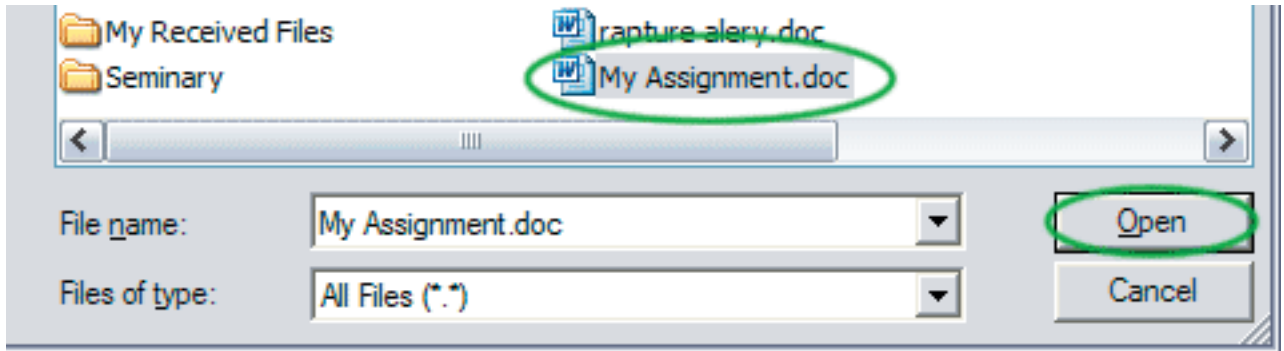 My Received Files
rapture alery.doc
Seminary
My Assignment.doc
File name:
My Assignment.doc
Open
Files of type:
All Files (*.*)
Cancel